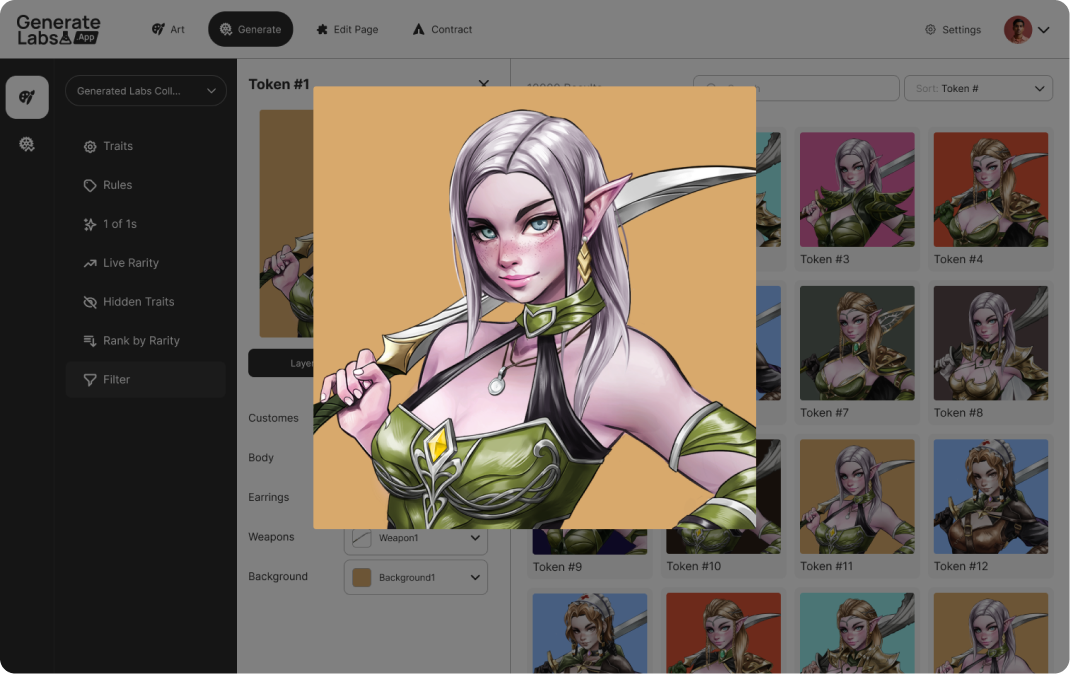 Generate
Labs App
Art
Generate
Edit Page
Contract
Settings
Generated Labs Coll...
Traits
Rules
1 of 1s
Live Rarity
Hidden Traits
Rank by Rarity
Filter
Token #1
Layer
Customes
Body
Earrings
Weapons
Weapon1
Background
Background1
Results
Sort: Token #
Token #3
Token #4
Token #7
Token #8
Token #9
Token #10
Token #11
Token #12